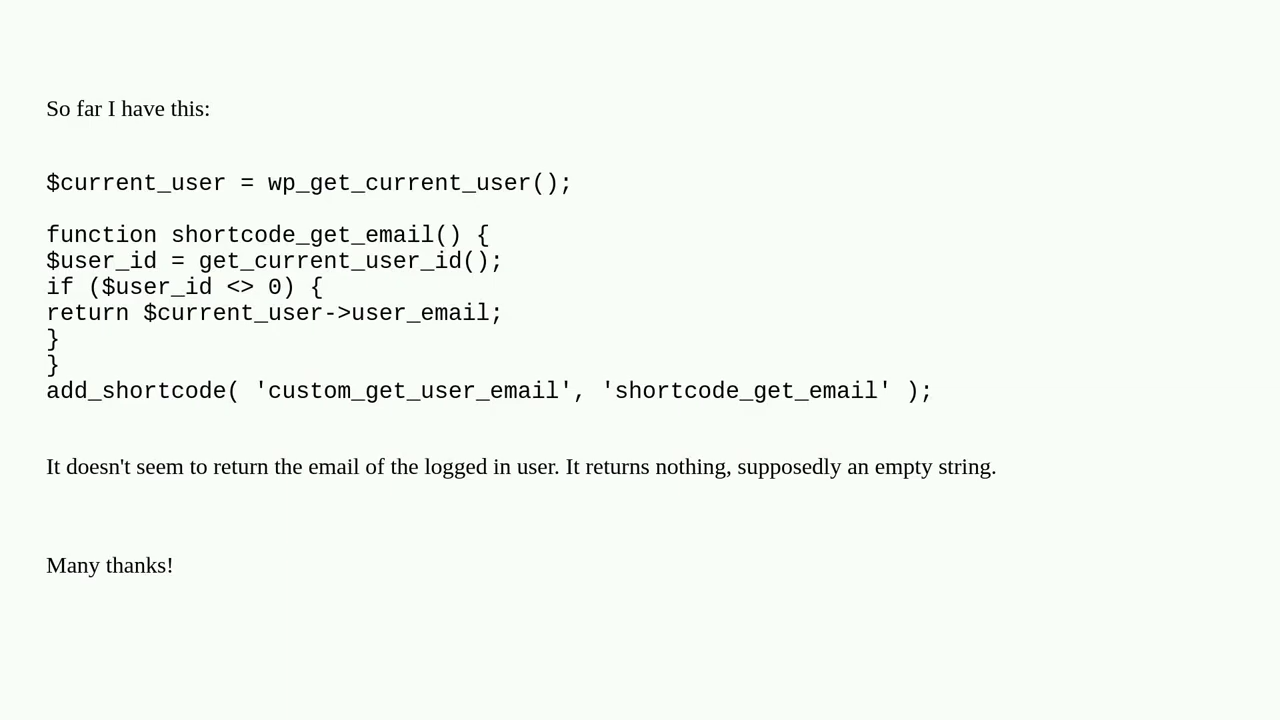 So far I have this:
$current_user = wp_get_current_user();
function shortcode_get_email() {
$user_id = get_current_user_id();
if ($user_id <> 0) {
return $current_user->user_email;
}
}
add_shortcode( 'custom_get_user_email', 'shortcode_get_email' );
It doesn't seem to return the email of the logged in user. It returns nothing, supposedly an empty string.
Many thanks!